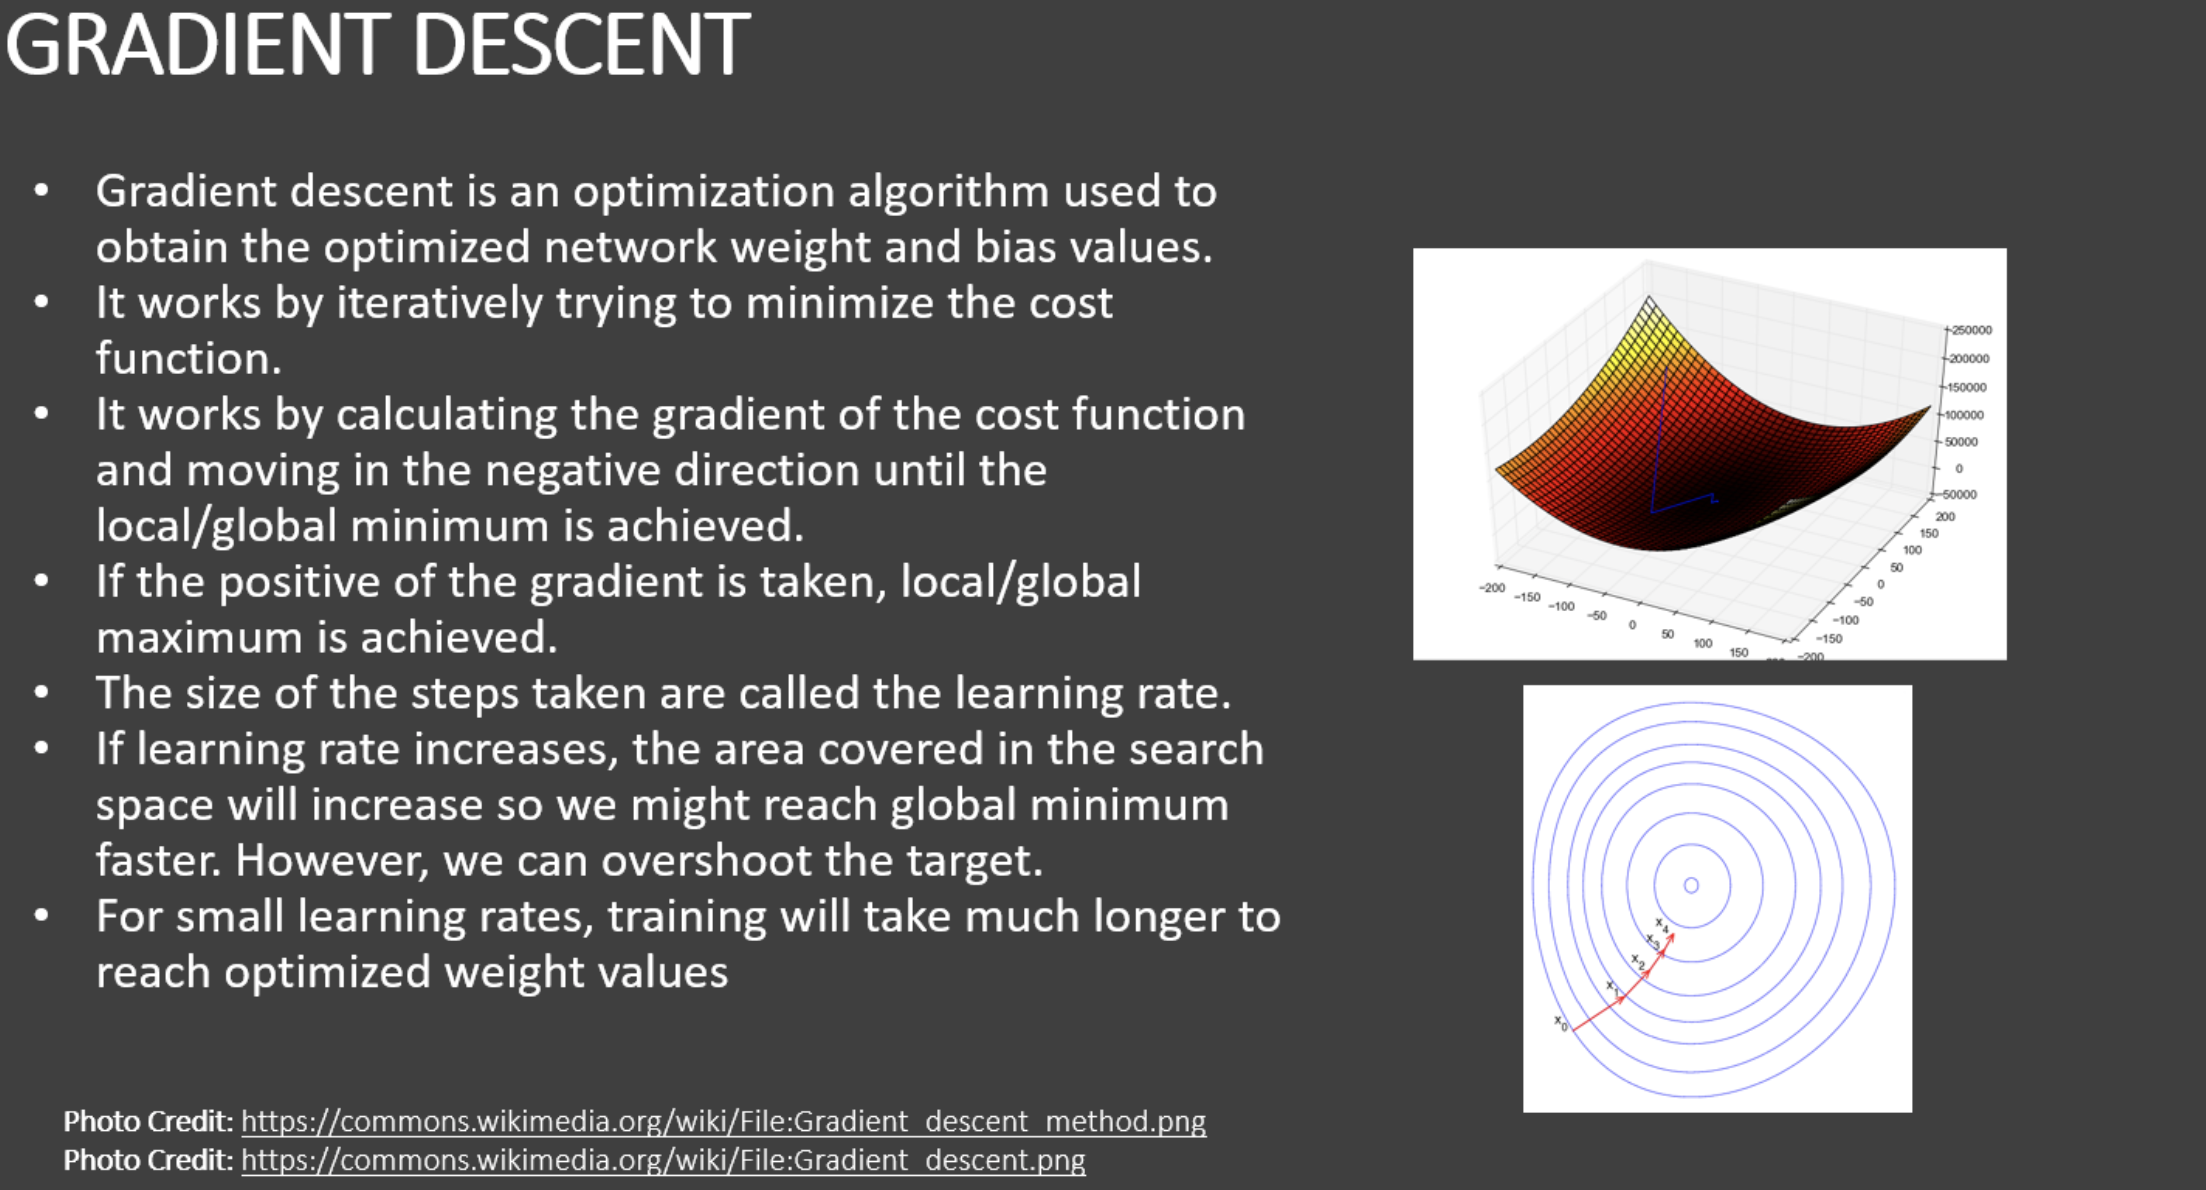 GRADIENT DESCENT
• Gradient descent is an optimization algorithm used to
obtain the optimized network weight and bias values.
• It works by iteratively trying to minimize the cost
function.
• It works by calculating the gradient of the cost function
and moving in the negative direction until the
local/global minimum is achieved.
• If the positive of the gradient is taken, local/global
maximum is achieved.
• The size of the steps taken are called the learning rate.
• If learning rate increases, the area covered in the search
space will increase so we might reach global minimum
faster. However, we can overshoot the target.
• For small learning rates, training will take much longer to
reach optimized weight values
250000
200000
150000
100000
50000
0
-50000
200
150
100
50
0
-50
-100
-150
-200
-200
-150
-100
-50
0
50
100
150
x4
x3
x2
x1
x0
Photo Credit: https://commons.wikimedia.org/wiki/File:Gradient_descent_method.png
Photo Credit: https://commons.wikimedia.org/wiki/File:Gradient_descent.png